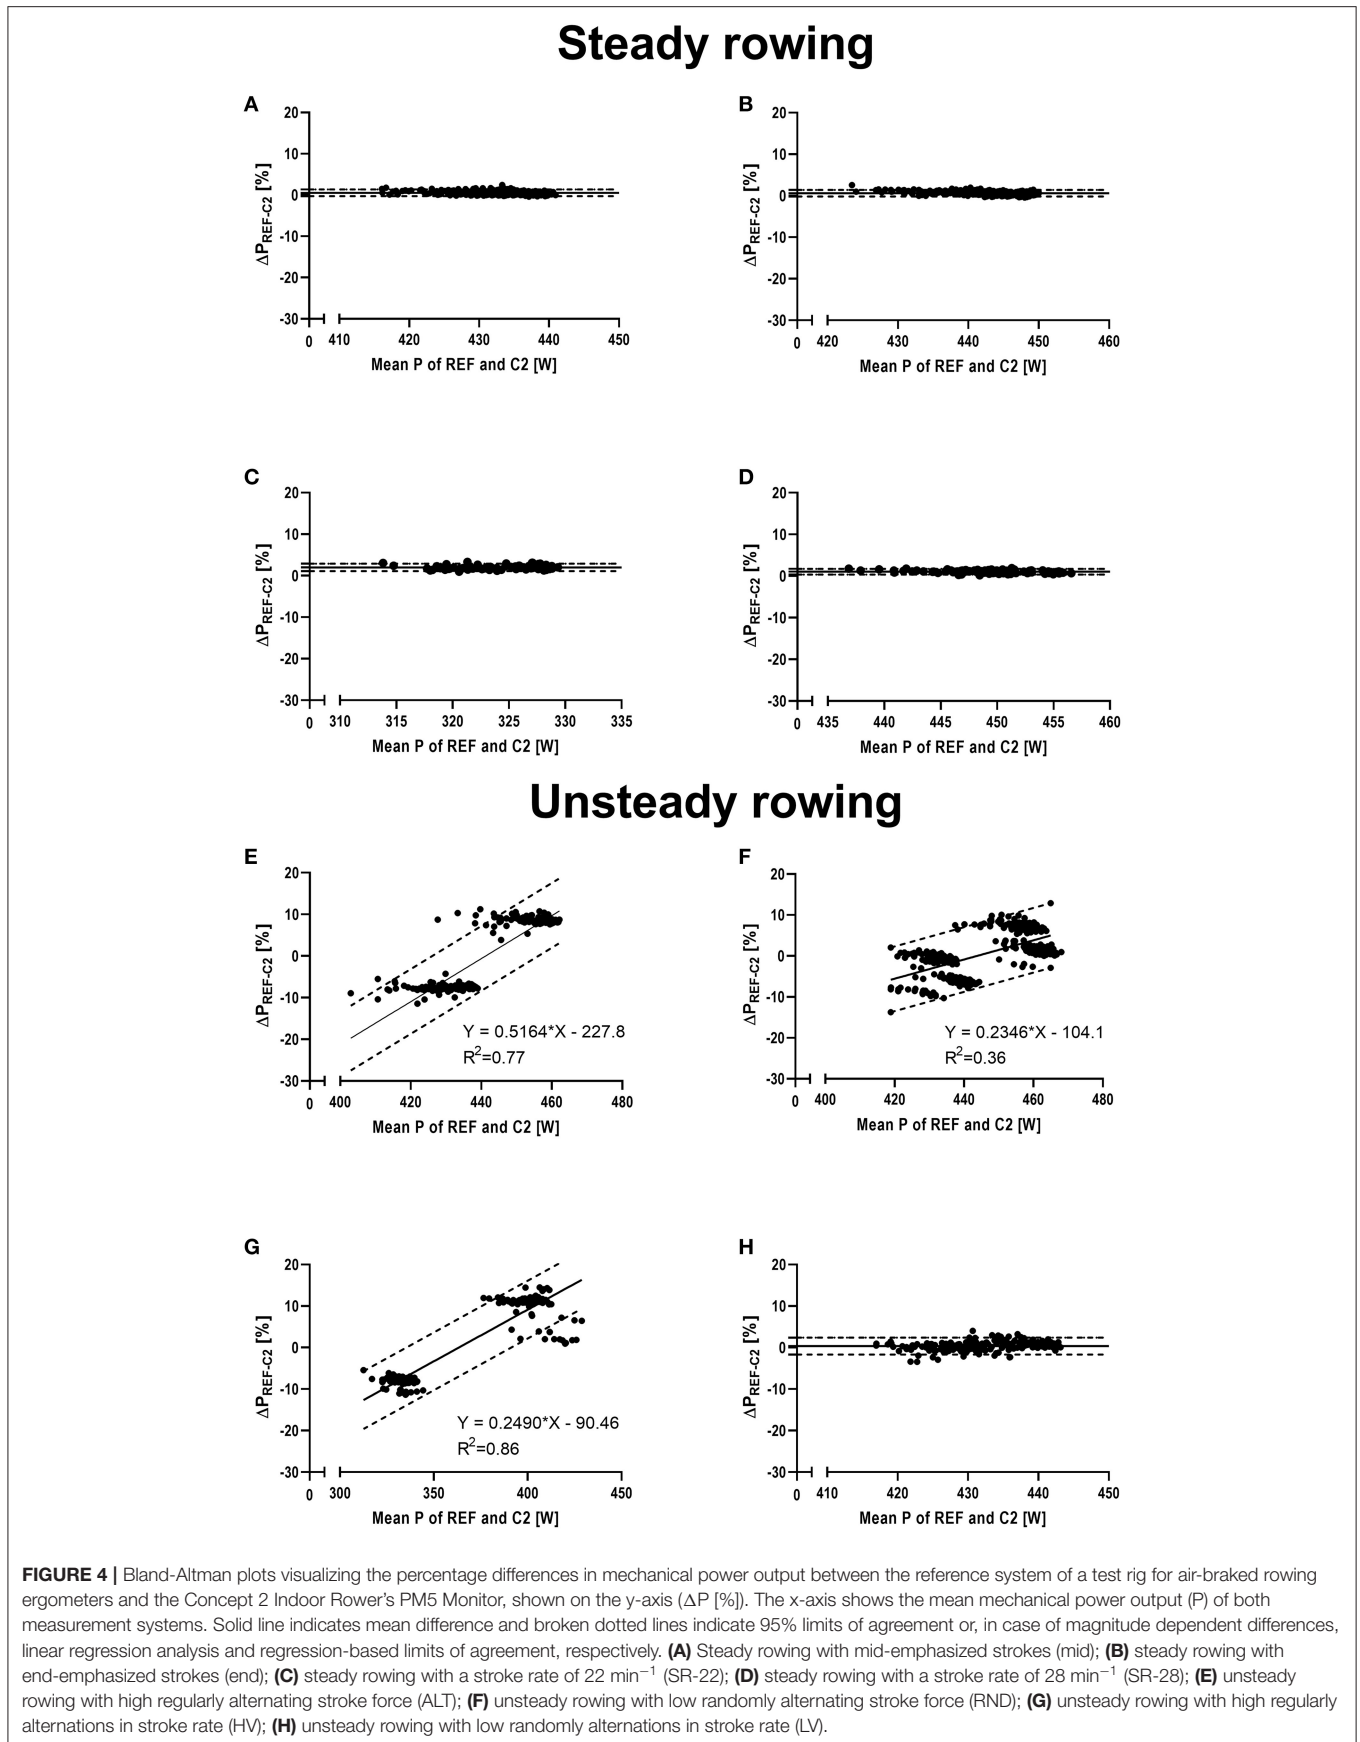 Steady rowing
A
20
10
0
-10
-20
-30
ΔPREF-C2 [%]
0 410 420 430 440 450
Mean P of REF and C2 [W]
B
20
10
0
-10
-20
-30
ΔPREF-C2 [%]
0 420 430 440 450 460
Mean P of REF and C2 [W]
C
20
10
0
-10
-20
-30
ΔPREF-C2 [%]
0 310 315 320 325 330 335
Mean P of REF and C2 [W]
D
20
10
0
-10
-20
-30
ΔPREF-C2 [%]
0 435 440 445 450 455 460
Mean P of REF and C2 [W]
Unsteady rowing
E
20
10
0
-10
-20
-30
ΔPREF-C2 [%]
Y = 0.5164*X - 227.8
R2=0.77
0 400 420 440 460 480
Mean P of REF and C2 [W]
F
20
10
0
-10
-20
-30
ΔPREF-C2 [%]
Y = 0.2346*X - 104.1
R2=0.36
0 400 420 440 460 480
Mean P of REF and C2 [W]
G
20
10
0
-10
-20
-30
ΔPREF-C2 [%]
Y = 0.2490*X - 90.46
R2=0.86
0 300 350 400 450
Mean P of REF and C2 [W]
H
20
10
0
-10
-20
-30
ΔPREF-C2 [%]
0 410 420 430 440 450
Mean P of REF and C2 [W]
FIGURE 4 | Bland-Altman plots visualizing the percentage differences in mechanical power output between the reference system of a test rig for air-braked rowing
ergometers and the Concept 2 Indoor Rower's PM5 Monitor, shown on the y-axis (ΔP [%]). The x-axis shows the mean mechanical power output (P) of both
measurement systems. Solid line indicates mean difference and broken dotted lines indicate 95% limits of agreement or, in case of magnitude dependent differences,
linear regression analysis and regression-based limits of agreement, respectively. (A) Steady rowing with mid-emphasized strokes (mid); (B) steady rowing with
end-emphasized strokes (end); (C) steady rowing with a stroke rate of 22 min−1 (SR-22); (D) steady rowing with a stroke rate of 28 min−1 (SR-28); (E) unsteady
rowing with high regularly alternating stroke force (ALT); (F) unsteady rowing with low randomly alternating stroke force (RND); (G) unsteady rowing with high regularly
alternations in stroke rate (HV); (H) unsteady rowing with low randomly alternations in stroke rate (LV).